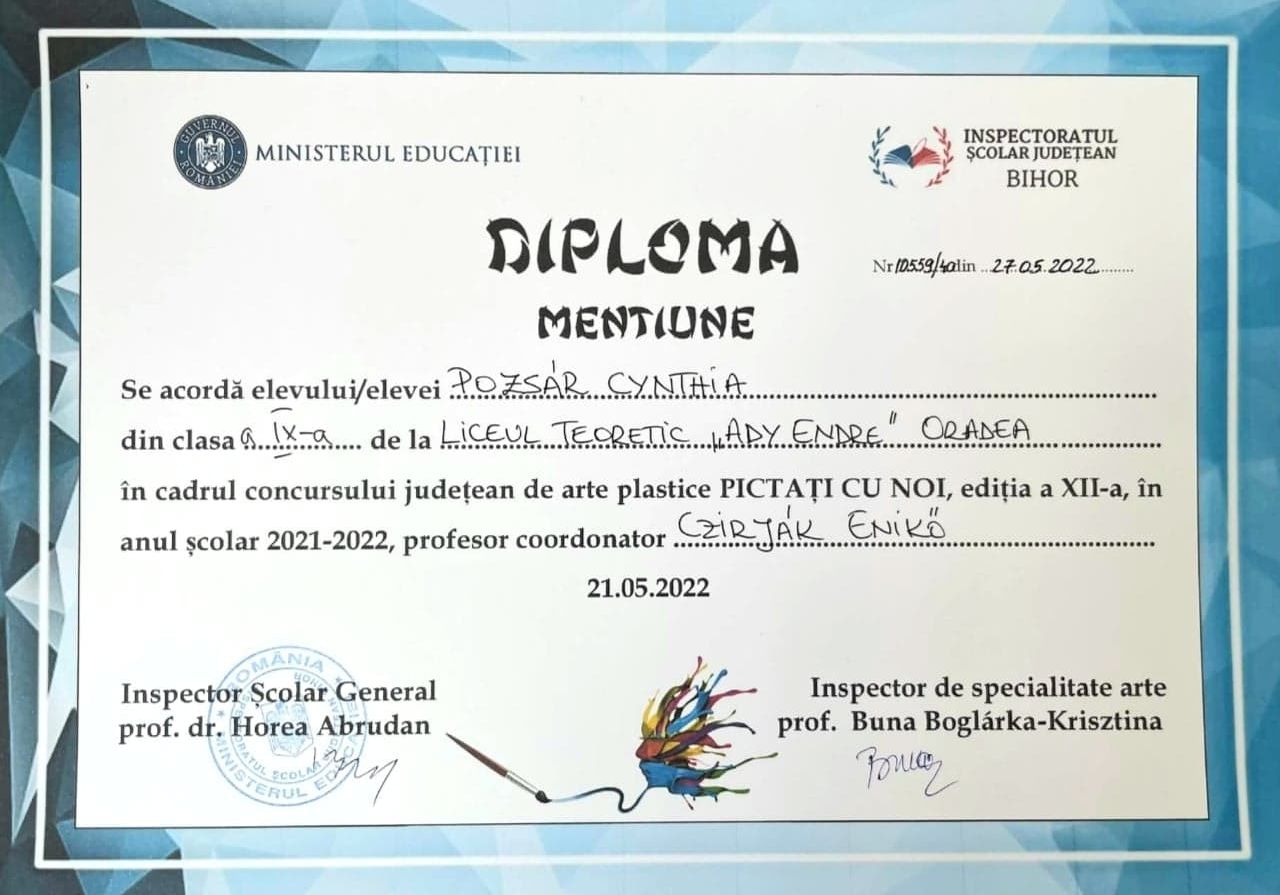 GUVERNUL ROMÂNIEI
MINISTERUL EDUCAȚIEI
INSPECTORATUL
ȘCOLAR JUDEȚEAN
BIHOR
DIPLOMA
Nr 10559/40 din ...27.05.2022........
MENTIUNE
Se acordă elevului/elevei POZSÁR CYNTHIA
din clasa a IX-a de la LICEUL TEORETIC „ADY ENDRE” ORADEA
în cadrul concursului județean de arte plastice PICTAȚI CU NOI, ediția a XII-a, în
anul școlar 2021-2022, profesor coordonator CZIRJÁK ENIKŐ
21.05.2022
ROMÂNIA
MINISTERUL
Inspector Școlar General
prof. dr. Horea Abrudan
Inspector de specialitate arte
prof. Buna Boglárka-Krisztina